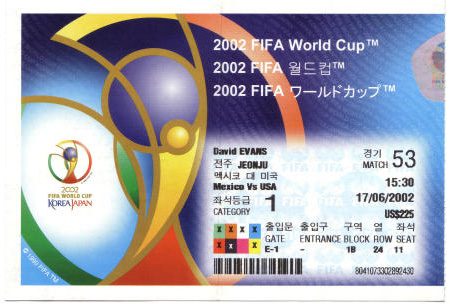 2002 FIFA World Cup™
2002 FIFA 월드컵™
2002 FIFA ワールドカップ™
2002
FIFA WORLD CUP
KOREA JAPAN
© 1997 FIFA TM
David EVANS
전주 JEONJU
멕시코 대 미국
Mexico Vs USA
좌석등급
CATEGORY 1
경기
MATCH 53
15:30
17/06/2002
US$225
출입문 출입구 구역 열 좌석
GATE ENTRANCE BLOCK ROW SEAT
E-1 - 1B 24 11
8041073302892430